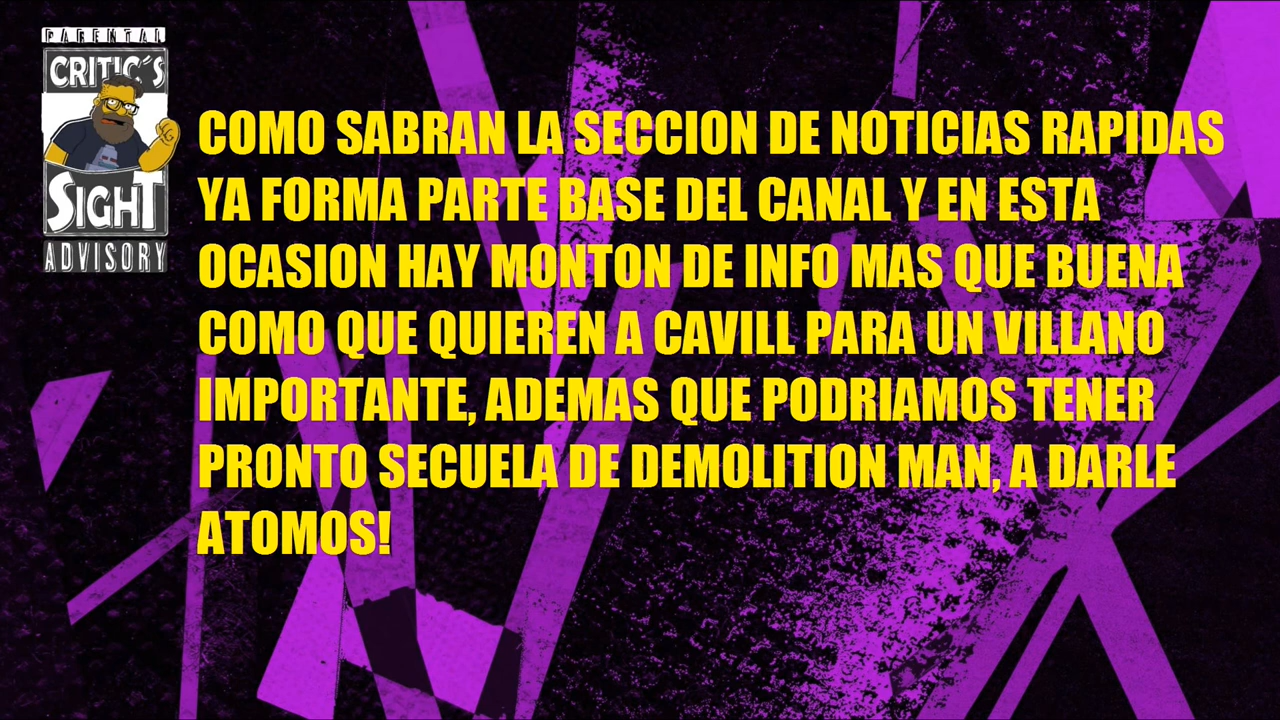 PARENTAL
CRITIC´S
SIGHT
ADVISORY
COMO SABRAN LA SECCION DE NOTICIAS RAPIDAS
YA FORMA PARTE BASE DEL CANAL Y EN ESTA
OCASION HAY MONTON DE INFO MAS QUE BUENA
COMO QUE QUIEREN A CAVILL PARA UN VILLANO
IMPORTANTE, ADEMAS QUE PODRIAMOS TENER
PRONTO SECUELA DE DEMOLITION MAN, A DARLE
ATOMOS!